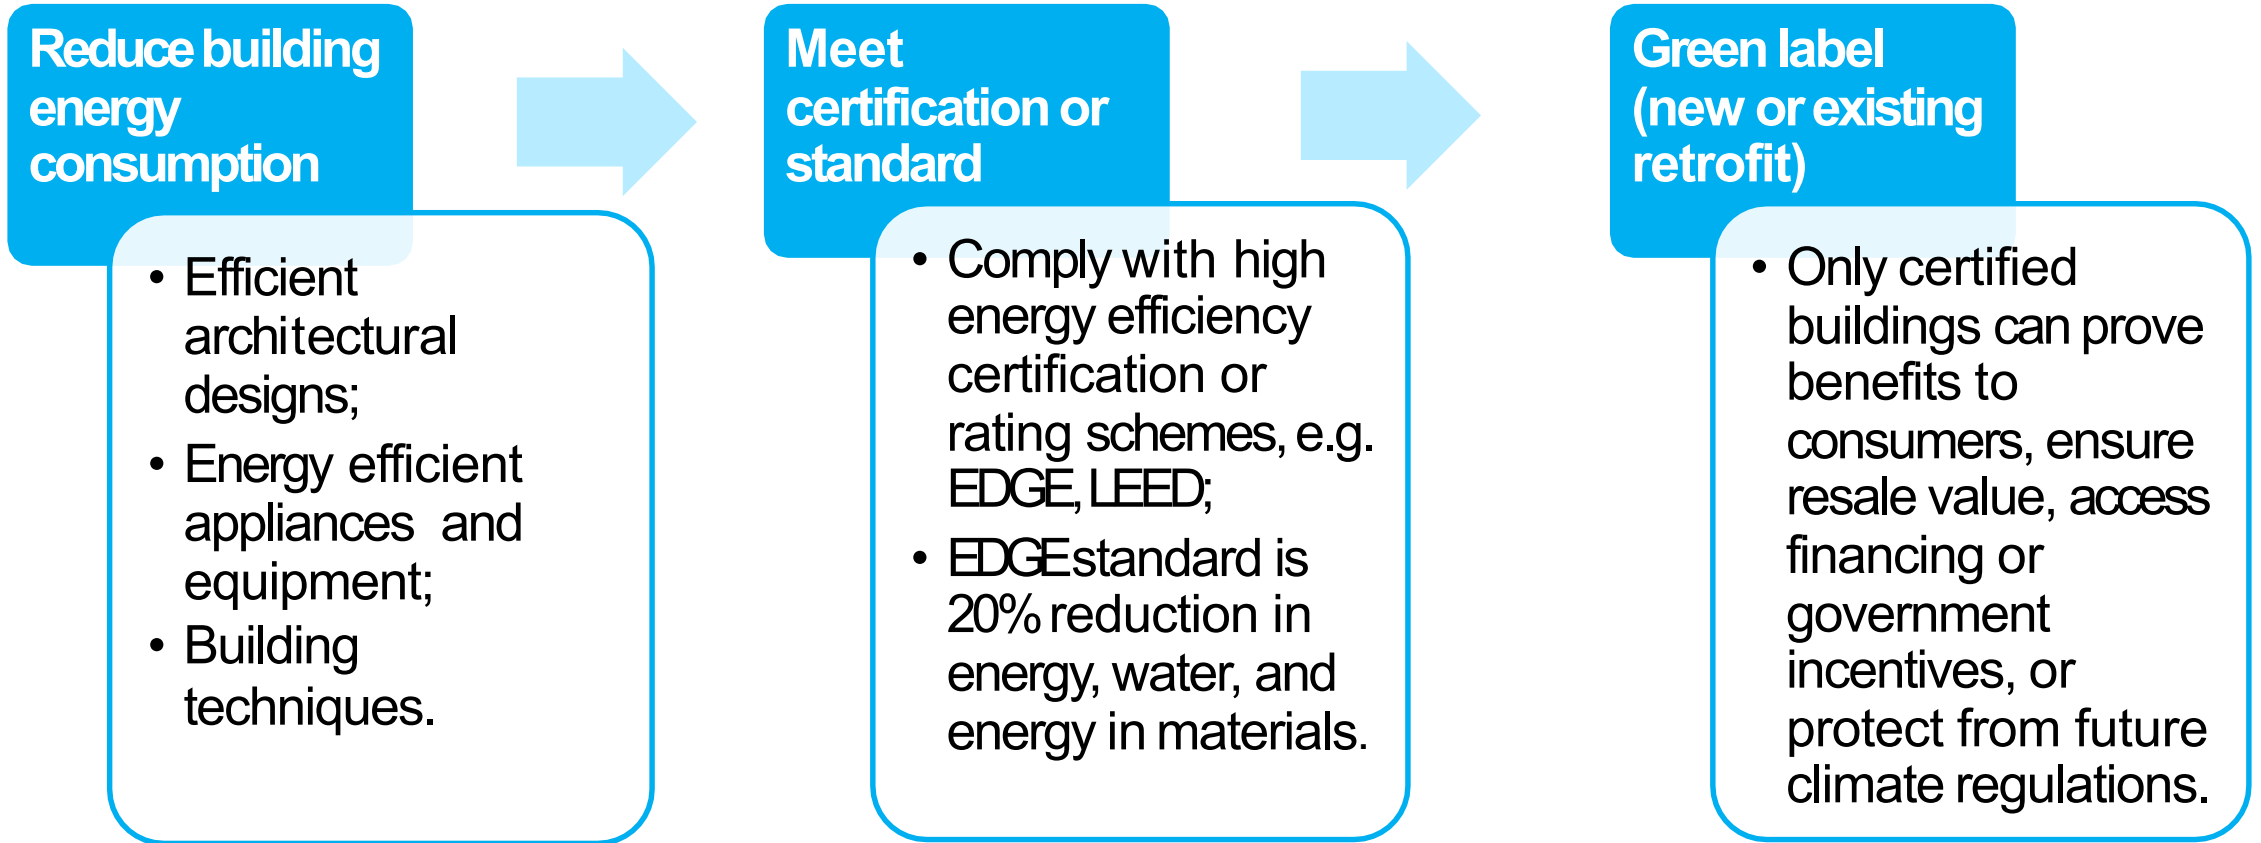 Reduce building
energy
consumption
• Efficient
architectural
designs;
• Energy efficient
appliances and
equipment;
• Building
techniques.
Meet
certification or
standard
• Comply with high
energy efficiency
certification or
rating schemes, e.g.
EDGE, LEED;
• EDGE standard is
20% reduction in
energy, water, and
energy in materials.
Green label
(new or existing
retrofit)
• Only certified
buildings can prove
benefits to
consumers, ensure
resale value, access
financing or
government
incentives, or
protect from future
climate regulations.